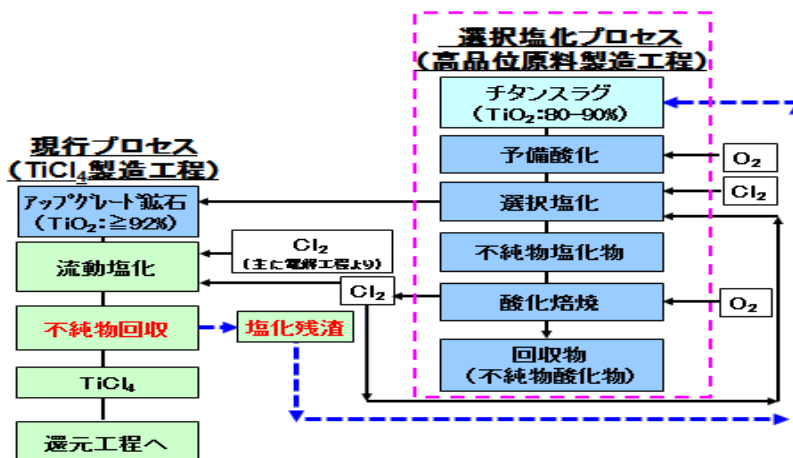 選択塩化プロセス
(高品位原料製造工程)
チタンスラグ
(TiO₂:80-90%)
予備酸化
O₂
選択塩化
Cl₂
不純物塩化物
酸化焙焼
O₂
回収物
(不純物酸化物)
現行プロセス
(TiCl₄製造工程)
アップグレード鉱石
(TiO₂:≧92%)
Cl₂
(主に電解工程より)
流動塩化
Cl₂
不純物回収
塩化残渣
TiCl₄
還元工程へ